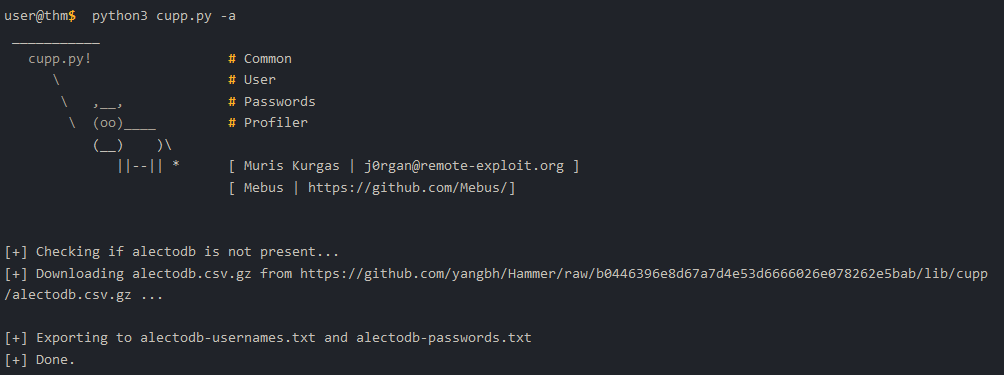 user@thm$  python3 cupp.py -a
 ___________
   cupp.py!                 # Common
      \                     # User
       \   ,__,             # Passwords
        \  (oo)____         # Profiler
           (__)    )\
              ||--|| *      [ Muris Kurgas | j0rgan@remote-exploit.org ]
                            [ Mebus | https://github.com/Mebus/]
[+] Checking if alectodb is not present...
[+] Downloading alectodb.csv.gz from https://github.com/yangbh/Hammer/raw/b0446396e8d67a7d4e53d6666026e078262e5bab/lib/cupp
/alectodb.csv.gz ...
[+] Exporting to alectodb-usernames.txt and alectodb-passwords.txt
[+] Done.